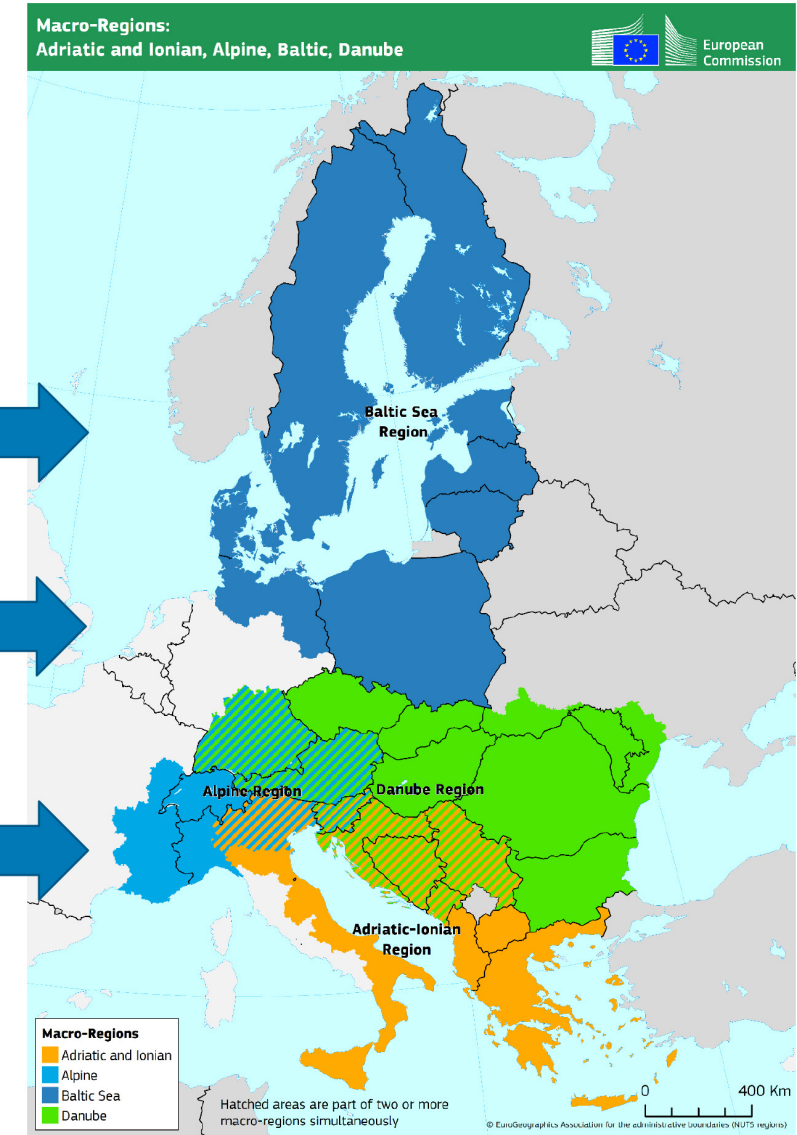 Macro-Regions:
Adriatic and Ionian, Alpine, Baltic, Danube
European
Commission
Baltic Sea
Region
Alpine Region
Danube Region
Adriatic-Ionian
Region
Macro-Regions
Adriatic and Ionian
Alpine
Baltic Sea
Danube
Hatched areas are part of two or more
macro-regions simultaneously
0 400 Km
© EuroGeographics Association for the administrative boundaries (NUTS regions)